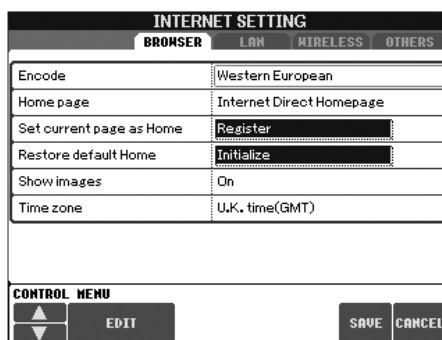 INTERNET SETTING
BROWSER LAN WIRELESS OTHERS
Encode Western European
Home page Internet Direct Homepage
Set current page as Home Register
Restore default Home Initialize
Show images On
Time zone U.K. time(GMT)
CONTROL MENU
EDIT SAVE CANCEL